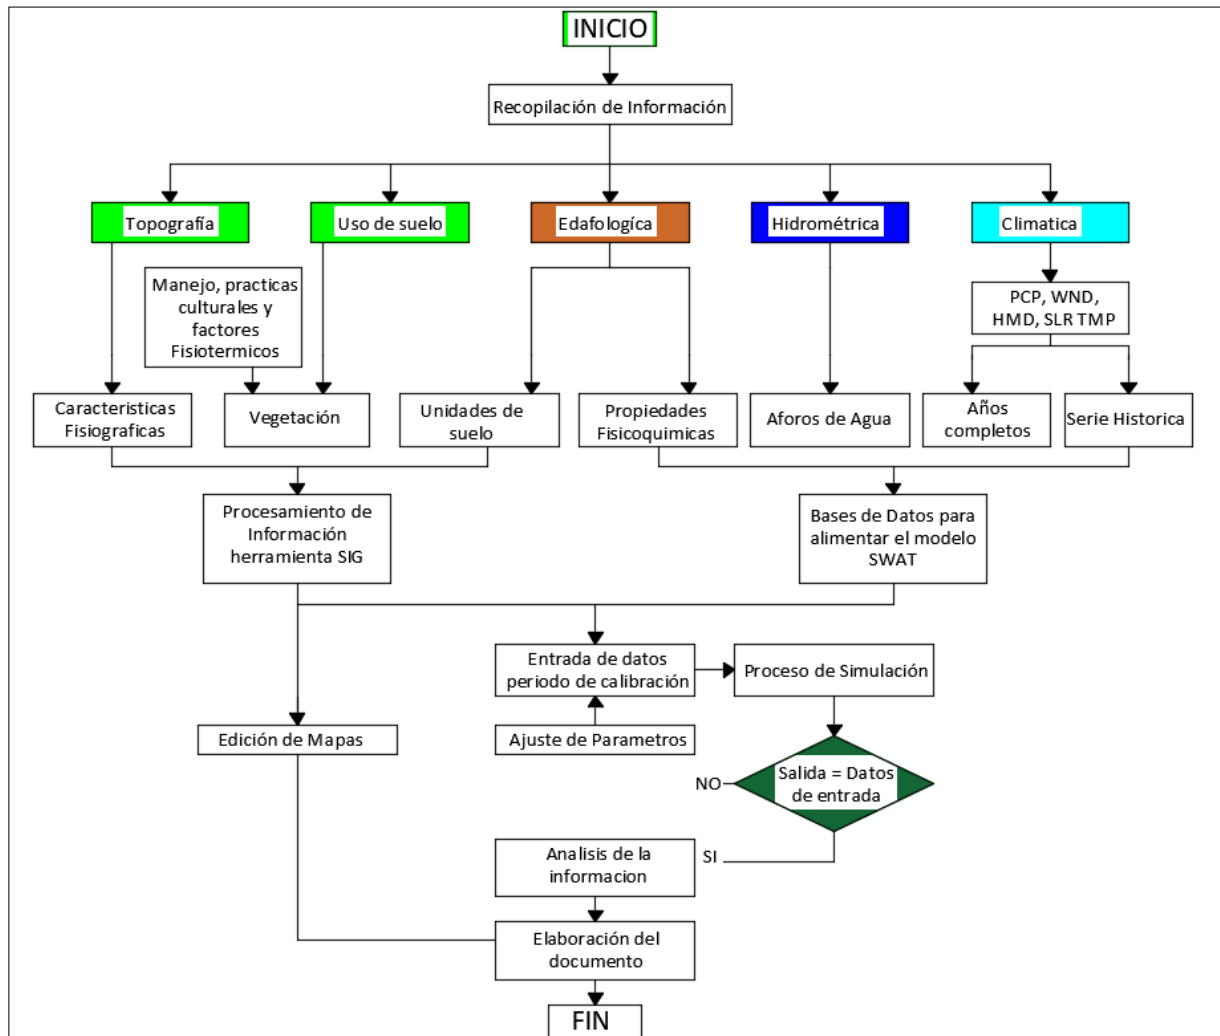 INICIO
Recopilación de Información
Topografía
Uso de suelo
Edafologíca
Hidrométrica
Climatica
Manejo, practicas
culturales y
factores
Fisiotermicos
PCP, WND,
HMD, SLR TMP
Caracteristicas
Fisiograficas
Vegetación
Unidades de
suelo
Propiedades
Fisicoquimicas
Aforos de Agua
Años
completos
Serie Historica
Procesamiento de
Información
herramienta SIG
Bases de Datos para
alimentar el modelo
SWAT
Entrada de datos
periodo de calibración
Proceso de Simulación
Edición de Mapas
Ajuste de Parametros
NO
Salida = Datos
de entrada
SI
Analisis de la
informacion
Elaboración del
documento
FIN